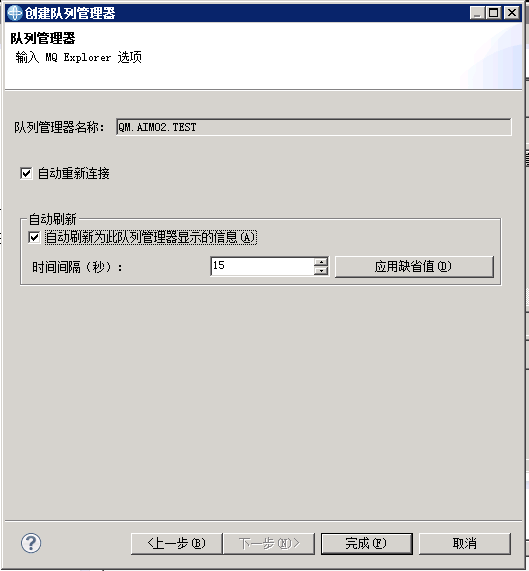 创建队列管理器
队列管理器
输入 MQ Explorer 选项
队列管理器名称： QM.AIMO2.TEST
自动重新连接
自动刷新
自动刷新为此队列管理器显示的信息(A)
时间间隔（秒）： 15 应用缺省值(D)
<上一步(B) 下一步(N)> 完成(F) 取消